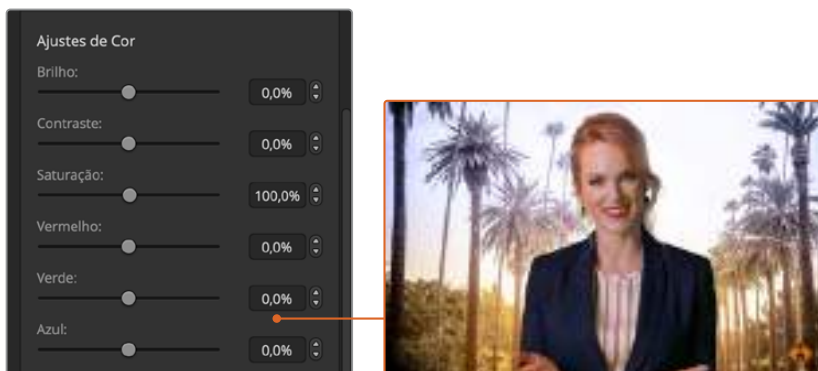 Ajustes de Cor
Brilho:
0,0%
Contraste:
0,0%
Saturação:
100,0%
Vermelho:
0,0%
Verde:
0,0%
Azul:
0,0%